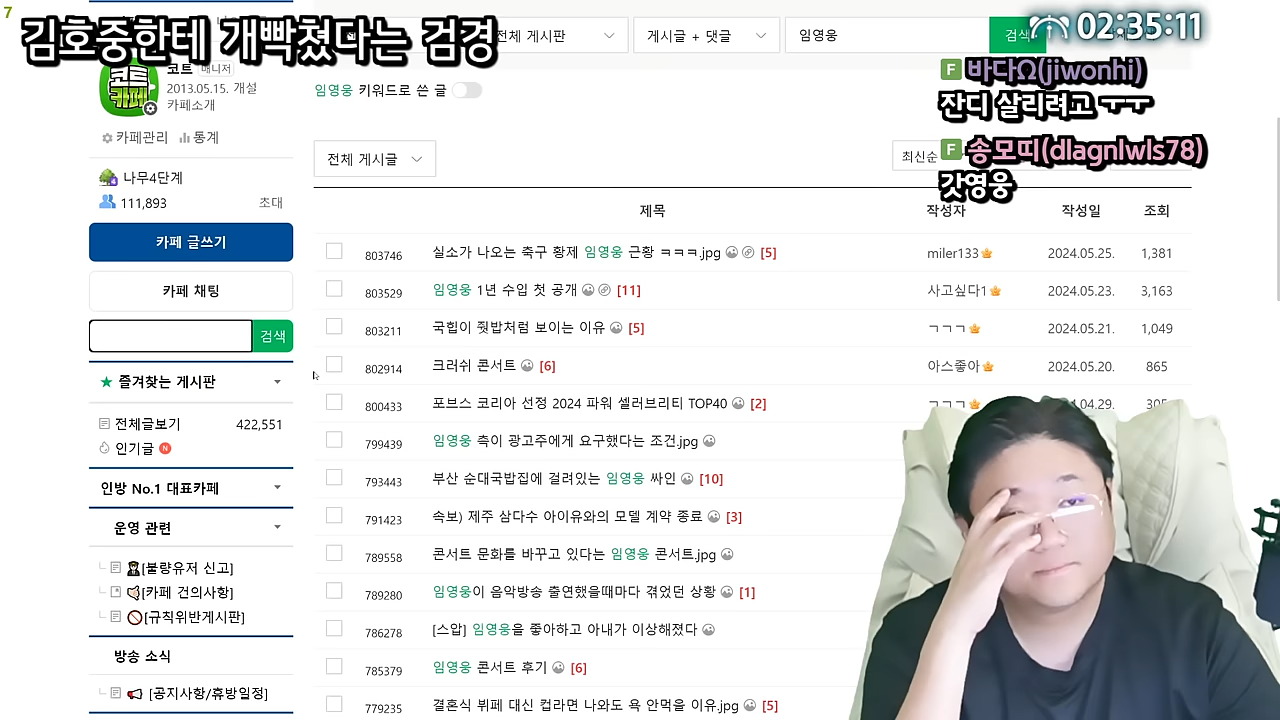 7
김호중한테 개빡쳤다는 검경
02:35:11
전체 게시판
게시글 + 댓글
임영웅
검색
코트 매니저
2013.05.15. 개설
카페소개
코트카페
카페관리
통계
나무4단계
111,893
초대
카페 글쓰기
카페 채팅
검색
즐겨찾는 게시판
전체글보기 422,551
인기글 N
인방 No.1 대표카페
운영 관련
[불량유저 신고]
[카페 건의사항]
[규칙위반게시판]
방송 소식
[공지사항/휴방일정]
임영웅 키워드로 쓴 글
전체 게시글
최신순
F 바다Ω(jiwonhi)
잔디 살리려고 ㅜㅜ
F 송모띠(dlagnlwls78)
갓영웅
제목 작성자 작성일 조회
803746 실소가 나오는 축구 황제 임영웅 근황 ㅋㅋㅋ.jpg [5] miler133 2024.05.25. 1,381
803529 임영웅 1년 수입 첫 공개 [11] 사고싶다1 2024.05.23. 3,163
803211 국힙이 줫밥처럼 보이는 이유 [5] ㄱㄱㄱ 2024.05.21. 1,049
802914 크러쉬 콘서트 [6] 아스좋아 2024.05.20. 865
800433 포브스 코리아 선정 2024 파워 셀러브리티 TOP40 [2] ㄱㄱㄱ 04.29.
799439 임영웅 측이 광고주에게 요구했다는 조건.jpg
793443 부산 순대국밥집에 걸려있는 임영웅 싸인 [10]
791423 속보) 제주 삼다수 아이유와의 모델 계약 종료 [3]
789558 콘서트 문화를 바꾸고 있다는 임영웅 콘서트.jpg
789280 임영웅이 음악방송 출연했을때마다 겪었던 상황 [1]
786278 [스압] 임영웅을 좋아하고 아내가 이상해졌다
785379 임영웅 콘서트 후기 [6]
779235 결혼식 뷔페 대신 컵라면 나와도 욕 안먹을 이유.jpg [5]